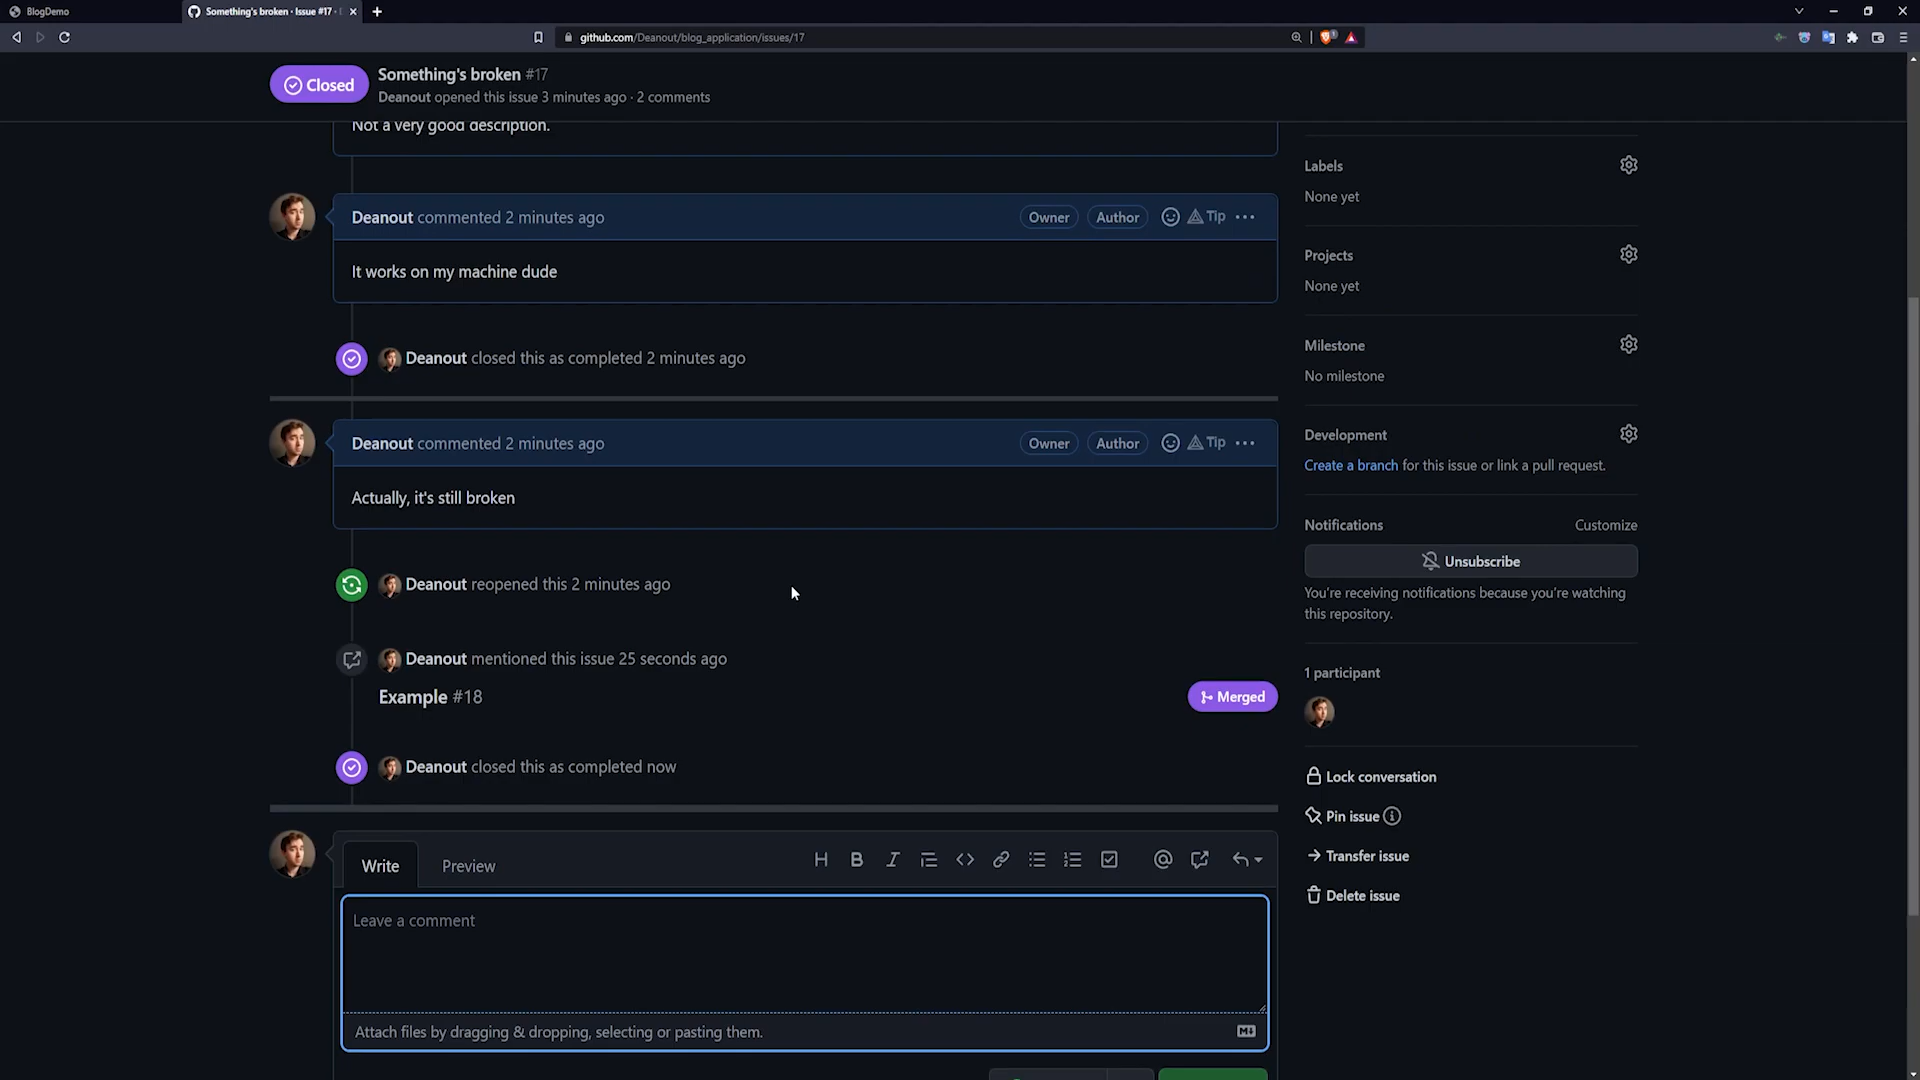 BlogDemo
Something's broken · Issue #17 ·
github.com/Deanout/blog_application/issues/17
Closed
Something's broken #17
Deanout opened this issue 3 minutes ago · 2 comments
Not a very good description.
Deanout commented 2 minutes ago
Owner
Author
Tip
It works on my machine dude
Deanout closed this as completed 2 minutes ago
Deanout commented 2 minutes ago
Owner
Author
Tip
Actually, it's still broken
Deanout reopened this 2 minutes ago
Deanout mentioned this issue 25 seconds ago
Example #18
Merged
Deanout closed this as completed now
Write
Preview
Leave a comment
Attach files by dragging & dropping, selecting or pasting them.
Labels
None yet
Projects
None yet
Milestone
No milestone
Development
Create a branch for this issue or link a pull request.
Notifications
Customize
Unsubscribe
You're receiving notifications because you're watching
this repository.
1 participant
Lock conversation
Pin issue
Transfer issue
Delete issue